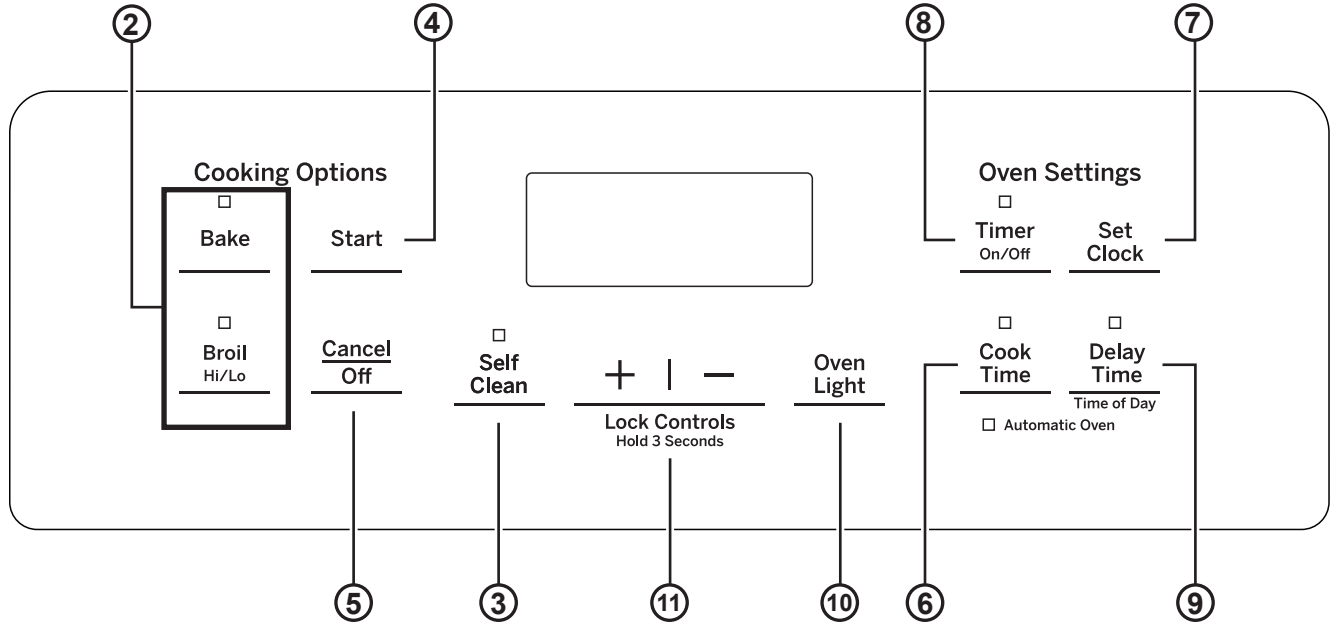 2
4
8
7
Cooking Options
Oven Settings
Bake
Start
Timer
On/Off
Set
Clock
Broil
Hi/Lo
Cancel
Off
Self
Clean
+ | −
Lock Controls
Hold 3 Seconds
Oven
Light
Cook
Time
Delay
Time
Time of Day
Automatic Oven
5
3
11
10
6
9